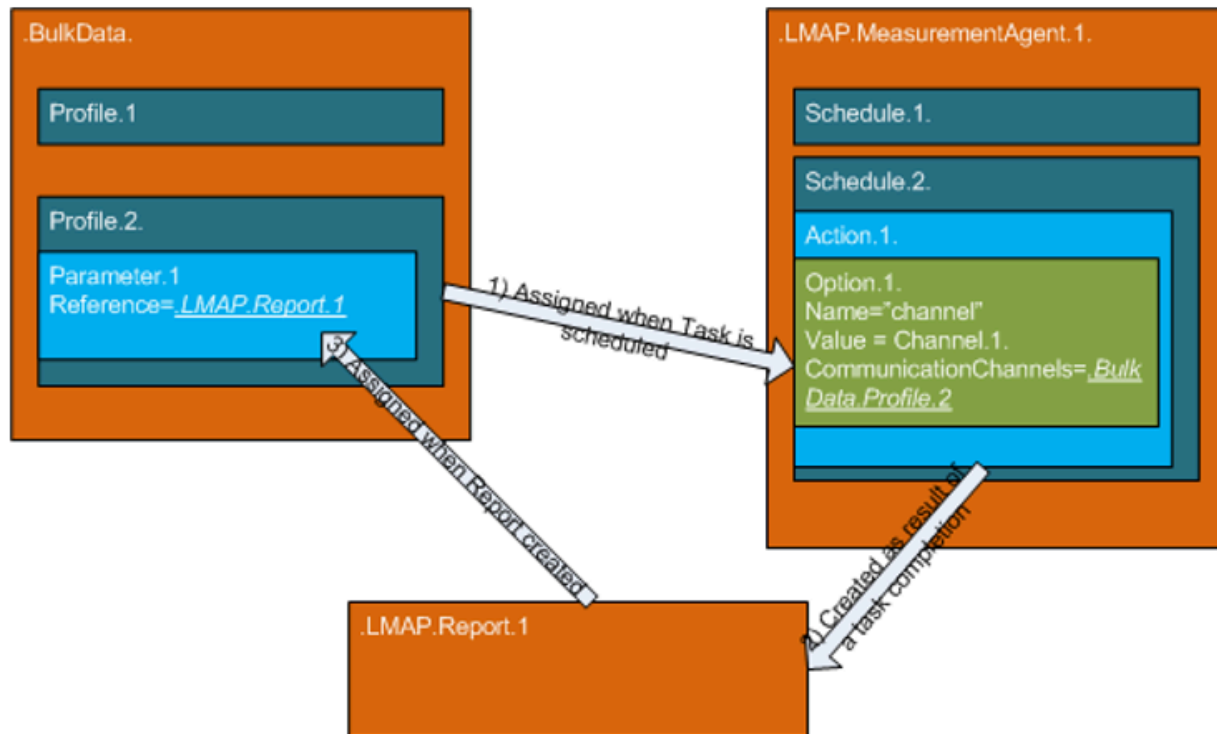 .BulkData.
Profile.1
Profile.2.
Parameter.1
Reference=.LMAP.Report.1
1) Assigned when Task is
scheduled
.LMAP.MeasurementAgent.1.
Schedule.1.
Schedule.2.
Action.1.
Option.1.
Name="channel"
Value = Channel.1.
CommunicationChannels=.Bulk
Data.Profile.2
2) Created as result of
a task completion
3) Assigned when Report created
.LMAP.Report.1